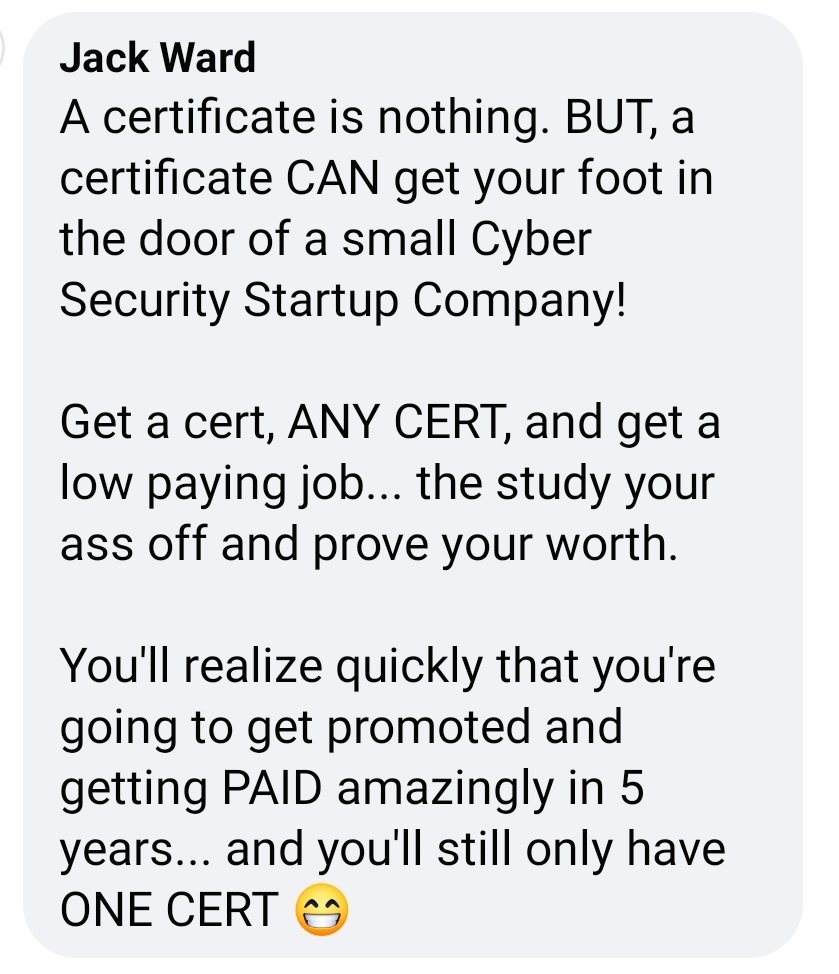 Jack Ward
A certificate is nothing. BUT, a
certificate CAN get your foot in
the door of a small Cyber
Security Startup Company!
Get a cert, ANY CERT, and get a
low paying job... the study your
ass off and prove your worth.
You'll realize quickly that you're
going to get promoted and
getting PAID amazingly in 5
years... and you'll still only have
ONE CERT 😁